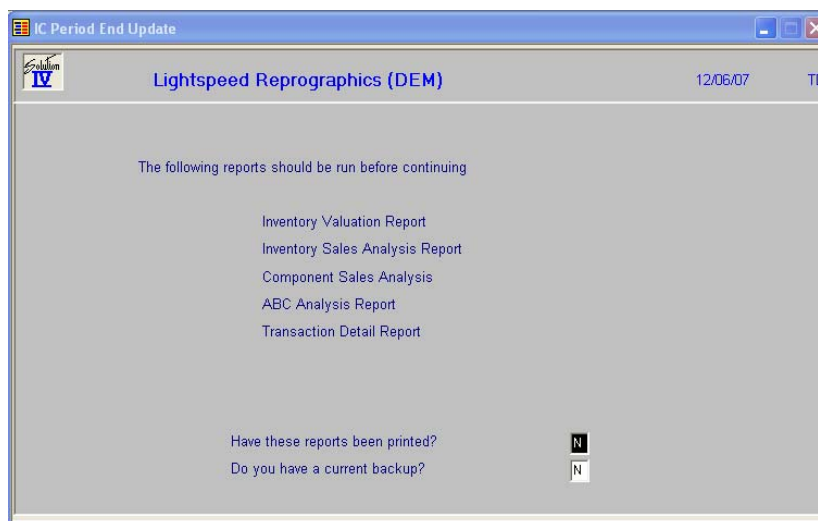 IC Period End Update
Solution
IV
Lightspeed Reprographics (DEM) 12/06/07
The following reports should be run before continuing
Inventory Valuation Report
Inventory Sales Analysis Report
Component Sales Analysis
ABC Analysis Report
Transaction Detail Report
Have these reports been printed? N
Do you have a current backup? N